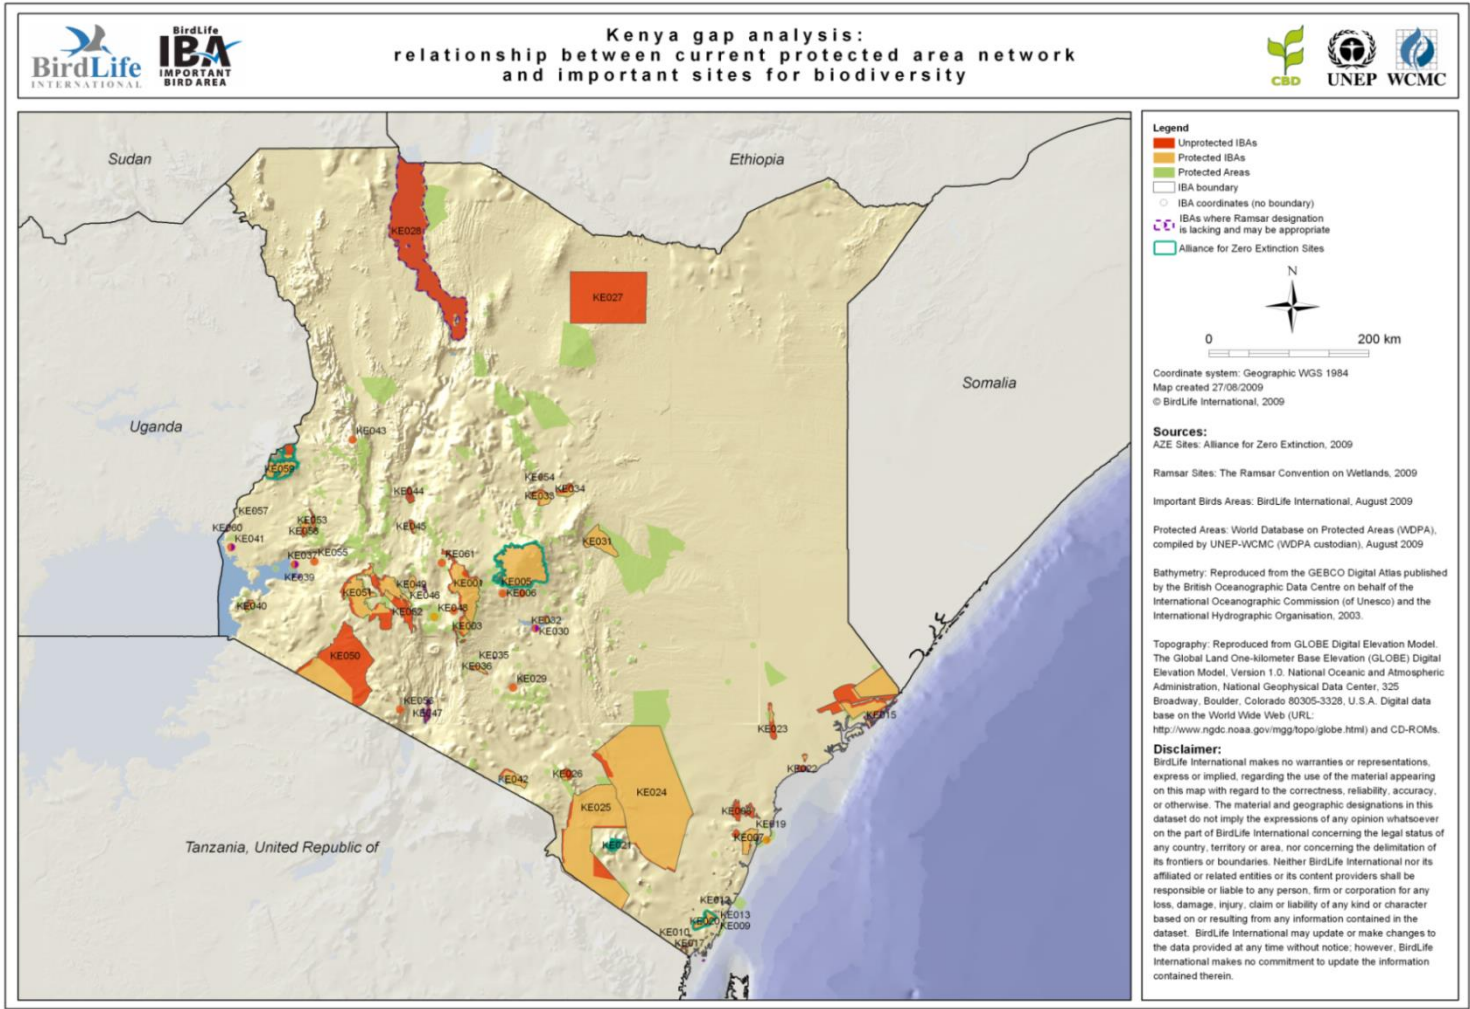 BirdLife
INTERNATIONAL
BirdLife
IBA
IMPORTANT
BIRD AREA
Kenya gap analysis:
relationship between current protected area network
and important sites for biodiversity
CBD
UNEP
WCMC
Sudan
Ethiopia
KE028
KE027
Somalia
Uganda
KE043
KE059
KE054
KE044
KE033
KE034
KE057
KE053
KE060
KE058
KE045
KE041
KE031
KE037
KE055
KE061
KE039
KE005
KE001
KE049
KE051
KE046
KE006
KE040
KE062
KE048
KE032
KE003
KE030
KE050
KE035
KE036
KE029
KE056
KE047
KE015
KE023
KE022
KE042
KE026
KE024
KE025
KE019
KE007
KE021
Tanzania, United Republic of
KE013
KE020
KE009
KE010
KE017
Legend
Unprotected IBAs
Protected IBAs
Protected Areas
IBA boundary
IBA coordinates (no boundary)
IBAs where Ramsar designation
is lacking and may be appropriate
Alliance for Zero Extinction Sites
N
0 200 km
Coordinate system: Geographic WGS 1984
Map created 27/08/2009
© BirdLife International, 2009
Sources:
AZE Sites: Alliance for Zero Extinction, 2009
Ramsar Sites: The Ramsar Convention on Wetlands, 2009
Important Birds Areas: BirdLife International, August 2009
Protected Areas: World Database on Protected Areas (WDPA),
compiled by UNEP-WCMC (WDPA custodian), August 2009
Bathymetry: Reproduced from the GEBCO Digital Atlas published
by the British Oceanographic Data Centre on behalf of the
International Oceanographic Commission (of Unesco) and the
International Hydrographic Organisation, 2003.
Topography: Reproduced from GLOBE Digital Elevation Model.
The Global Land One-kilometer Base Elevation (GLOBE) Digital
Elevation Model, Version 1.0. National Oceanic and Atmospheric
Administration, National Geophysical Data Center, 325
Broadway, Boulder, Colorado 80305-3328, U.S.A. Digital data
base on the World Wide Web (URL:
http://www.ngdc.noaa.gov/mgg/topo/globe.html) and CD-ROMs.
Disclaimer:
BirdLife International makes no warranties or representations,
express or implied, regarding the use of the material appearing
on this map with regard to the correctness, reliability, accuracy,
or otherwise. The material and geographic designations in this
dataset do not imply the expressions of any opinion whatsoever
on the part of BirdLife International concerning the legal status of
any country, territory or area, nor concerning the delimitation of
its frontiers or boundaries. Neither BirdLife International nor its
affiliated or related entities or its content providers shall be
responsible or liable to any person, firm or corporation for any
loss, damage, injury, claim or liability of any kind or character
based on or resulting from any information contained in the
dataset. BirdLife International may update or make changes to
the data provided at any time without notice; however, BirdLife
International makes no commitment to update the information
contained therein.